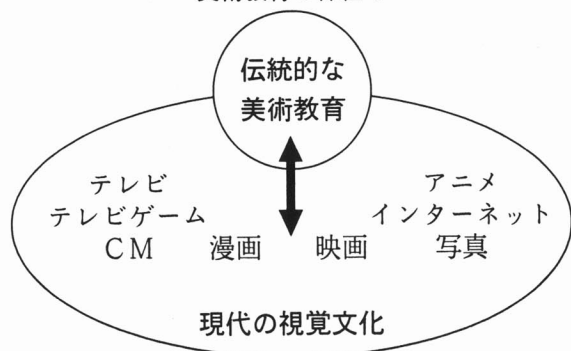 伝統的な
美術教育
テレビ
テレビゲーム
CM
漫画
映画
アニメ
インターネット
写真
現代の視覚文化